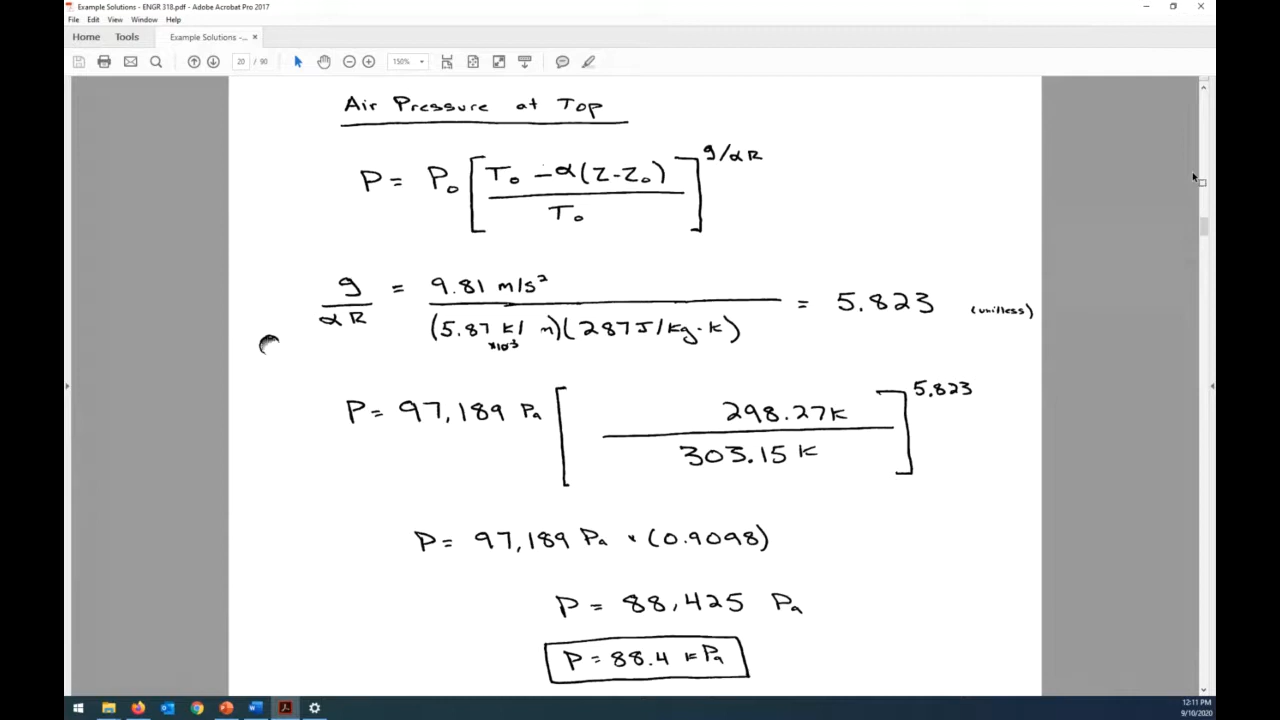 Example Solutions - ENGR 318.pdf - Adobe Acrobat Pro 2017
File Edit View Window Help
Home Tools Example Solutions -... ×
20 / 90 150%
Air Pressure at Top
P = P₀ [ (T₀ - α(Z-Z₀)) / T₀ ]^(g/αR)
g / αR = 9.81 m/s² / (5.87 K/m)(287 J/kg·K) = 5.823 (unitless)
×10⁻³
P = 97,189 Pa [ 298.27 K / 303.15 K ]^5.823
P = 97,189 Pa × (0.9098)
P = 88,425 Pa
P = 88.4 kPa
12:11 PM
9/10/2020